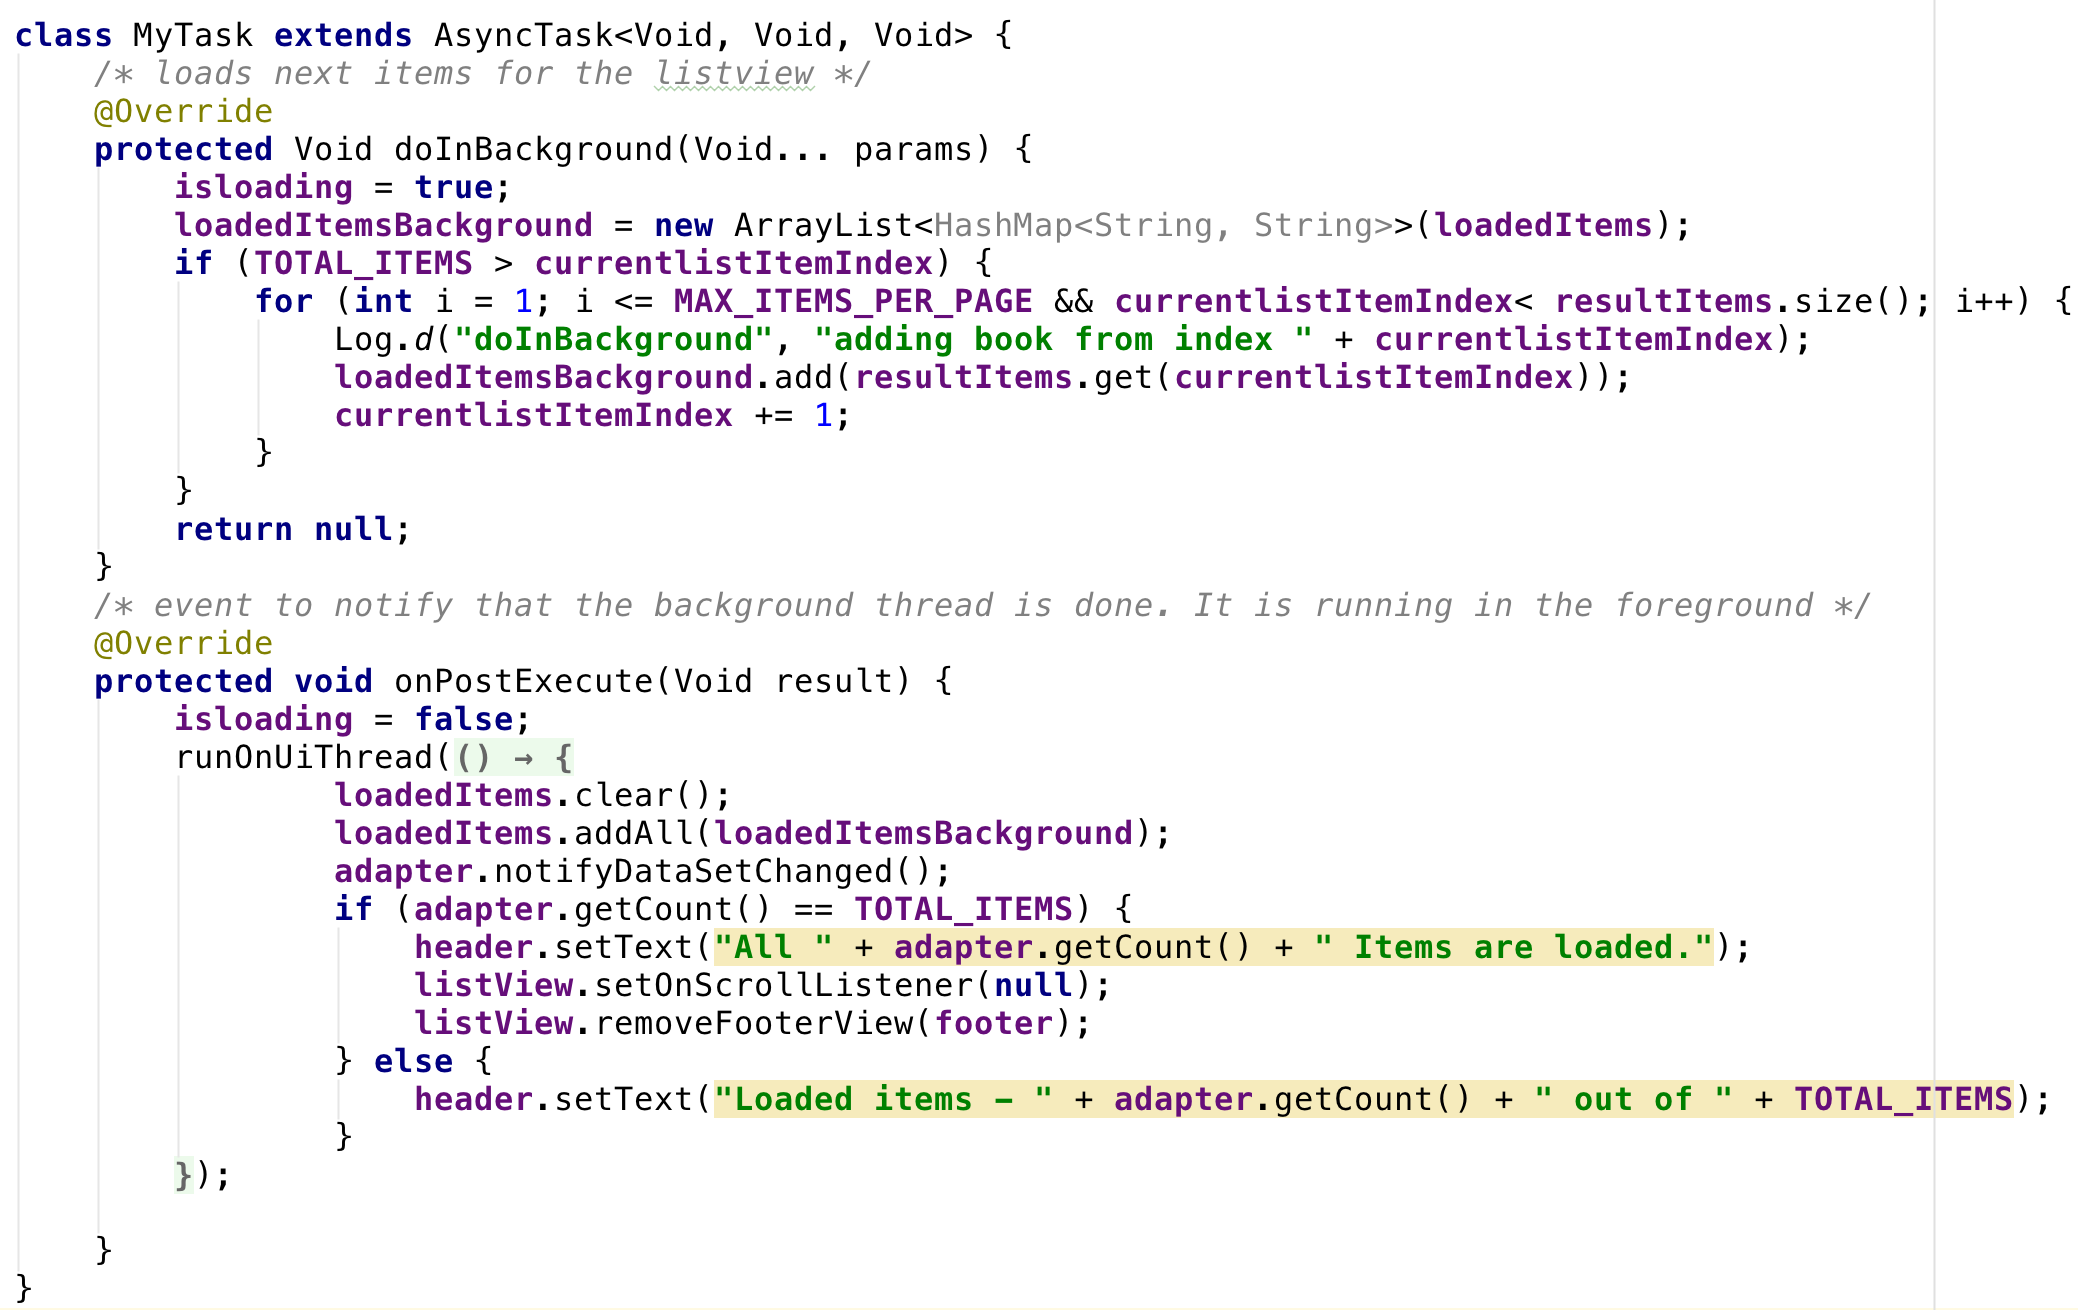 class MyTask extends AsyncTask<Void, Void, Void> {
/* loads next items for the listview */
@Override
protected Void doInBackground(Void... params) {
isloading = true;
loadedItemsBackground = new ArrayList<HashMap<String, String>>(loadedItems);
if (TOTAL_ITEMS > currentlistItemIndex) {
for (int i = 1; i <= MAX_ITEMS_PER_PAGE && currentlistItemIndex< resultItems.size(); i++) {
Log.d("doInBackground", "adding book from index " + currentlistItemIndex);
loadedItemsBackground.add(resultItems.get(currentlistItemIndex));
currentlistItemIndex += 1;
}
}
return null;
}
/* event to notify that the background thread is done. It is running in the foreground */
@Override
protected void onPostExecute(Void result) {
isloading = false;
runOnUiThread(() → {
loadedItems.clear();
loadedItems.addAll(loadedItemsBackground);
adapter.notifyDataSetChanged();
if (adapter.getCount() == TOTAL_ITEMS) {
header.setText("All " + adapter.getCount() + " Items are loaded.");
listView.setOnScrollListener(null);
listView.removeFooterView(footer);
} else {
header.setText("Loaded items - " + adapter.getCount() + " out of " + TOTAL_ITEMS);
}
});
}
}